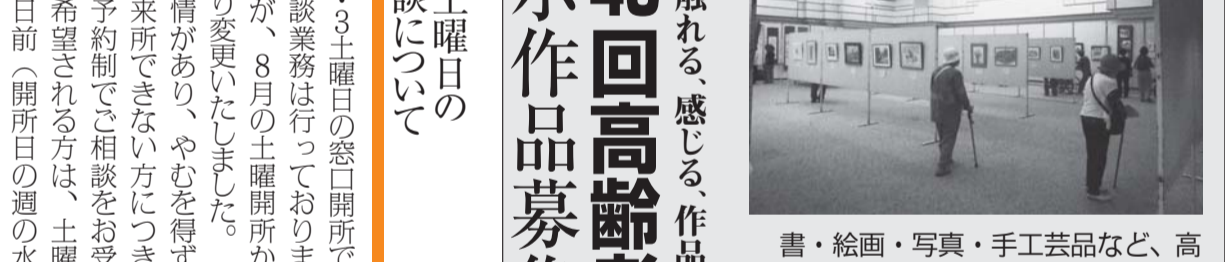 書・絵画・写真・手工芸品など、高
触れる、感じる、作品
回高齢者
作品募集
土曜日の
談について
・3土曜日の窓口開所で
談業務は行っておりま
が、8月の土曜開所か
り変更いたしました。
情があり、やむを得ず
来所できない方につき
予約制でご相談をお受
希望される方は、土曜
日前（開所日の週の水